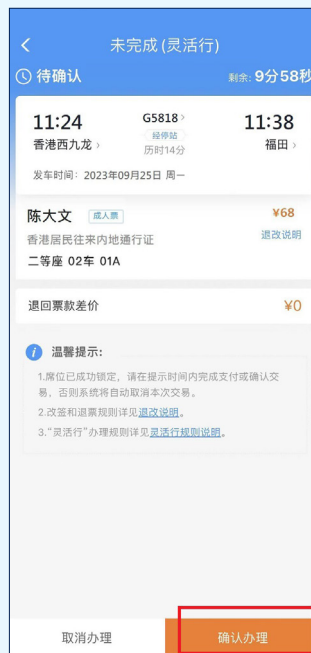 未完成(灵活行)
待确认
剩余: 9分58秒
11:24 G5818 11:38
香港西九龙 经停站 福田
历时14分
发车时间: 2023年09月25日 周一
陈大文 成人票 ¥68
香港居民往来内地通行证 退改说明
二等座 02车 01A
退回票款差价 ¥0
温馨提示:
1.席位已成功锁定, 请在提示时间内完成支付或确认交
易, 否则系统将自动取消本次交易。
2.改签和退票规则详见退改说明。
3."灵活行"办理规则详见灵活行规则说明。
取消办理 确认办理